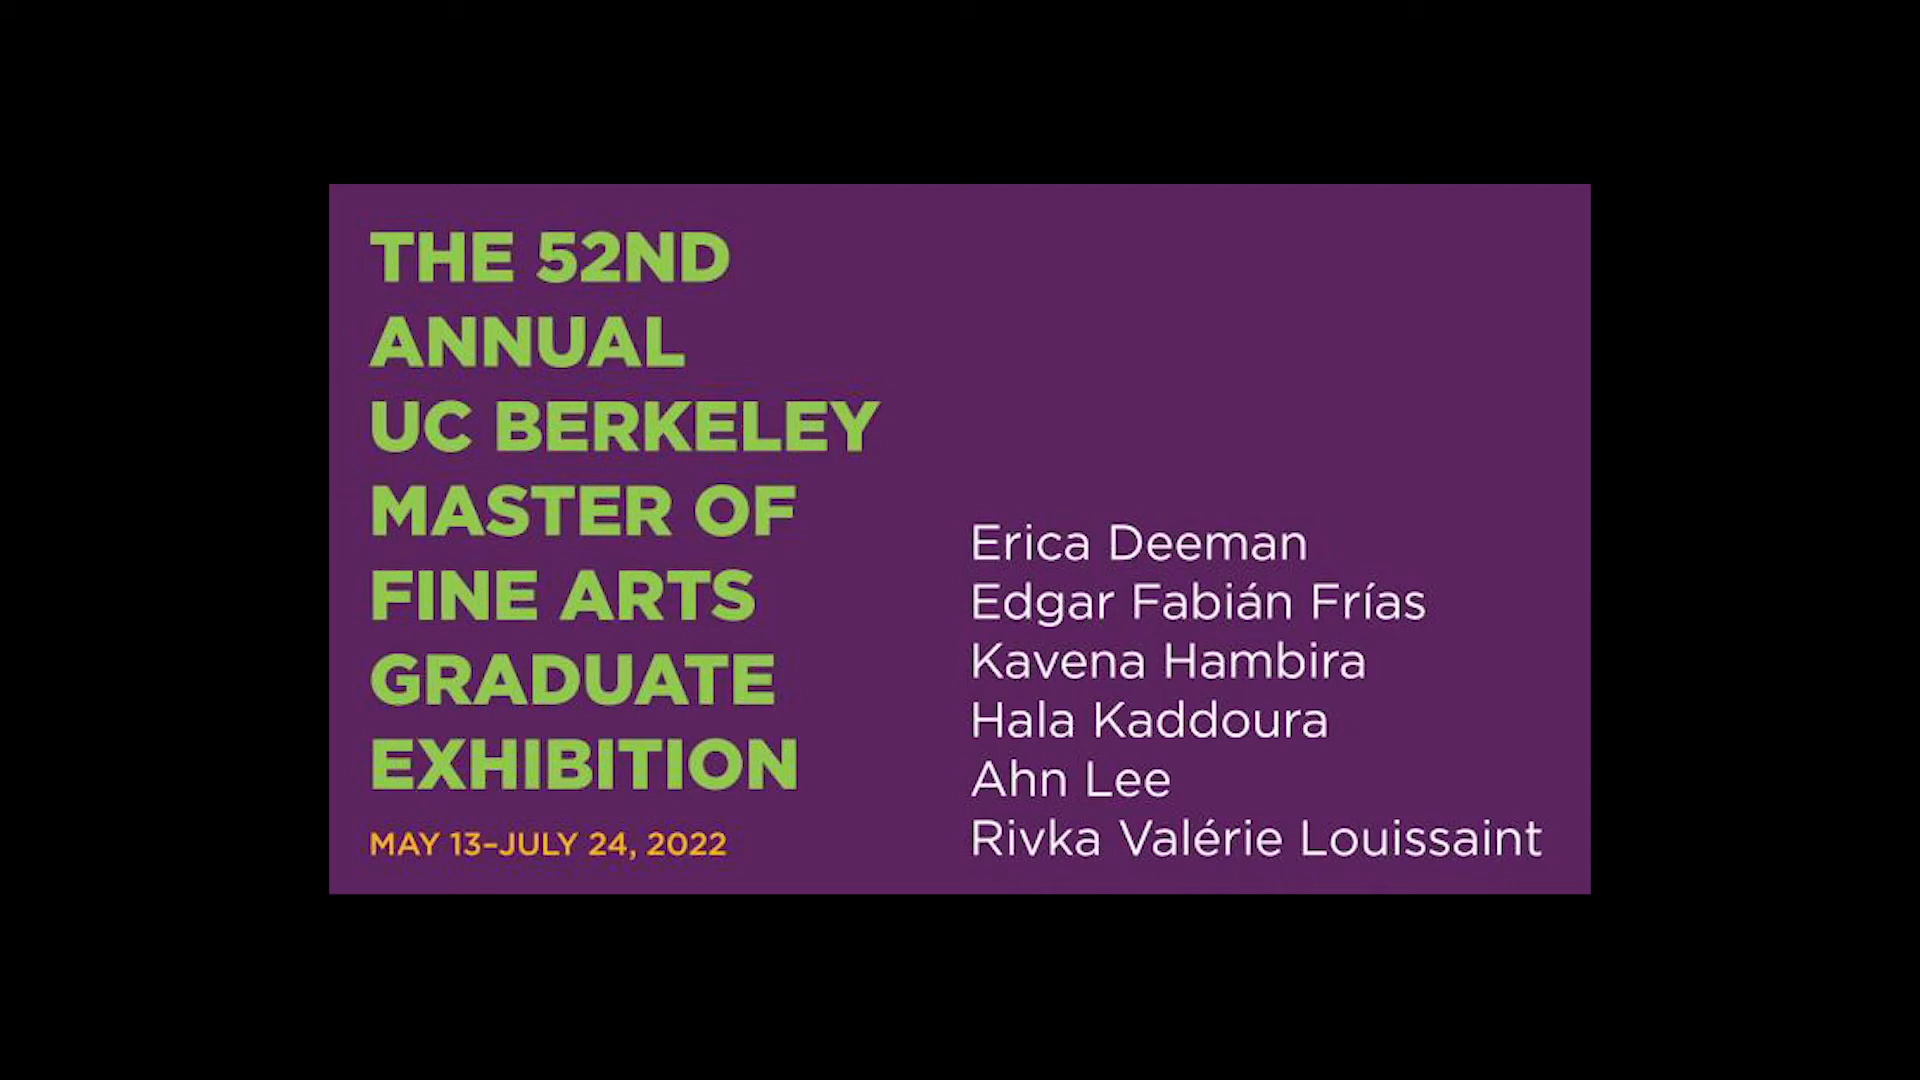 THE 52ND
ANNUAL
UC BERKELEY
MASTER OF
FINE ARTS
GRADUATE
EXHIBITION
MAY 13–JULY 24, 2022
Erica Deeman
Edgar Fabián Frías
Kavena Hambira
Hala Kaddoura
Ahn Lee
Rivka Valérie Louissaint